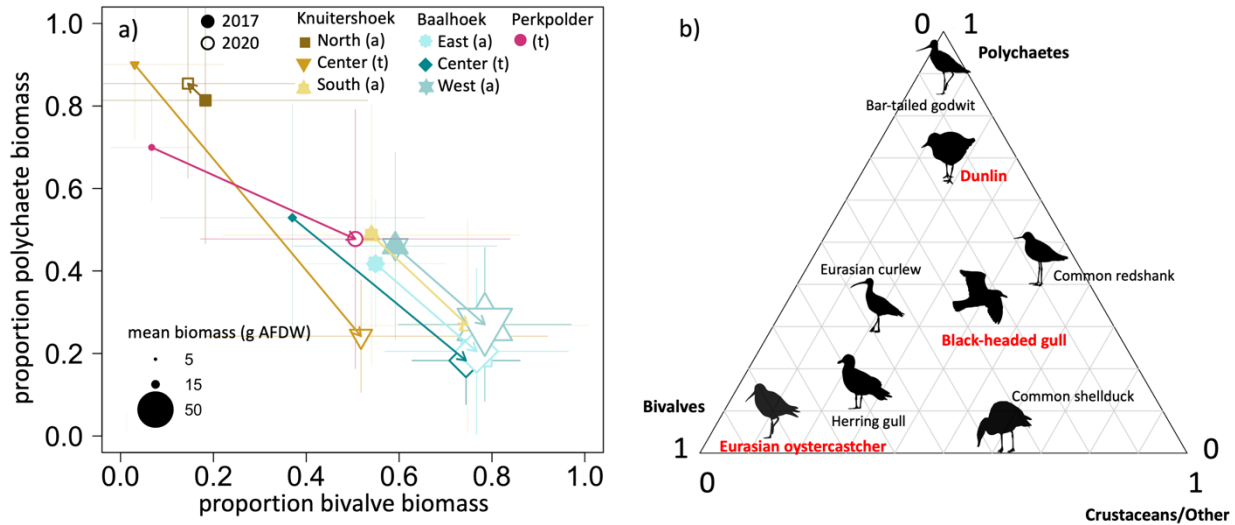 a)
2017
2020
Knuitershoek
North (a)
Center (t)
South (a)
Baalhoek
East (a)
Center (t)
West (a)
Perkpolder
(t)
proportion polychaete biomass
1.0
0.8
0.6
0.4
0.2
0.0
mean biomass (g AFDW)
5
15
50
0.0 0.2 0.4 0.6 0.8 1.0
proportion bivalve biomass
b)
0 1
Polychaetes
Bar-tailed godwit
Dunlin
Eurasian curlew
Common redshank
Black-headed gull
Bivalves
Herring gull
Common shellduck
Eurasian oystercastcher
1 0
0 1
Crustaceans/Other